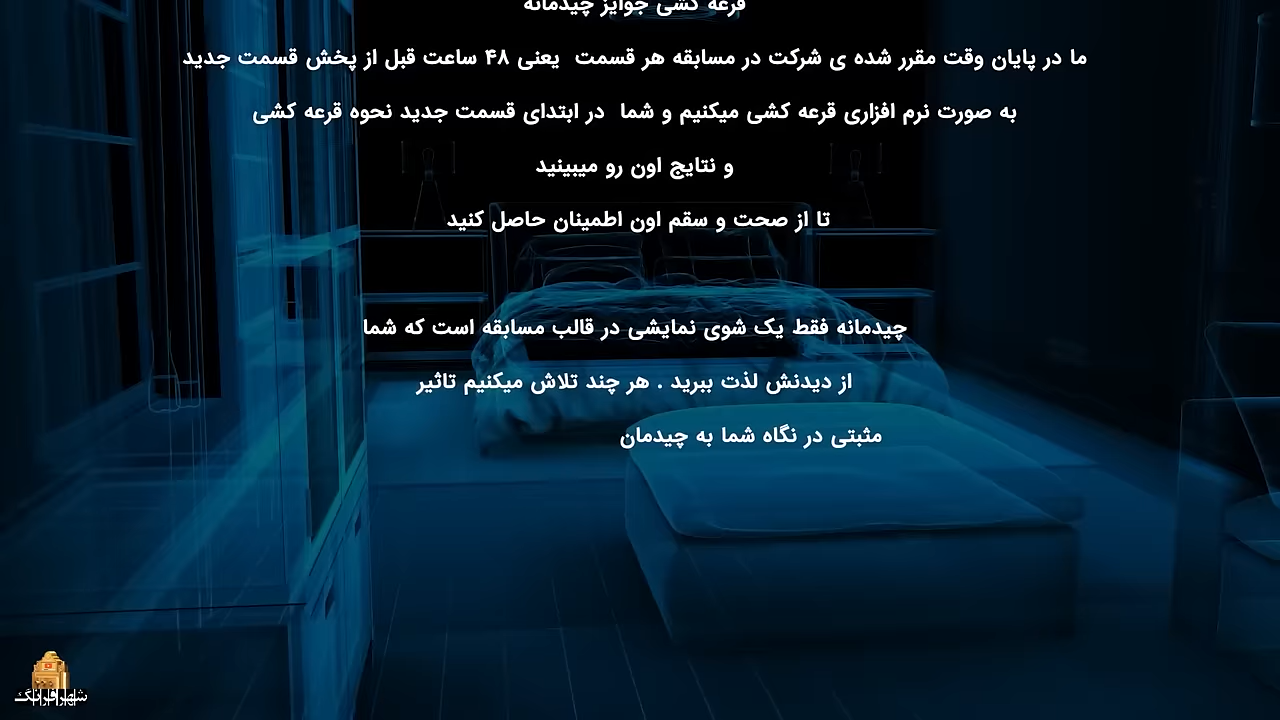 قرعه کشی جوایز چیدمانه
ما در پایان وقت مقرر شده ی شرکت در مسابقه هر قسمت یعنی ۴۸ ساعت قبل از پخش قسمت جدید
به صورت نرم افزاری قرعه کشی میکنیم و شما در ابتدای قسمت جدید نحوه قرعه کشی
و نتایج اون رو میبینید
تا از صحت و سقم اون اطمینان حاصل کنید
چیدمانه فقط یک شوی نمایشی در قالب مسابقه است که شما
از دیدنش لذت ببرید . هر چند تلاش میکنیم تاثیر
مثبتی در نگاه شما به چیدمان
شهر فرانگ